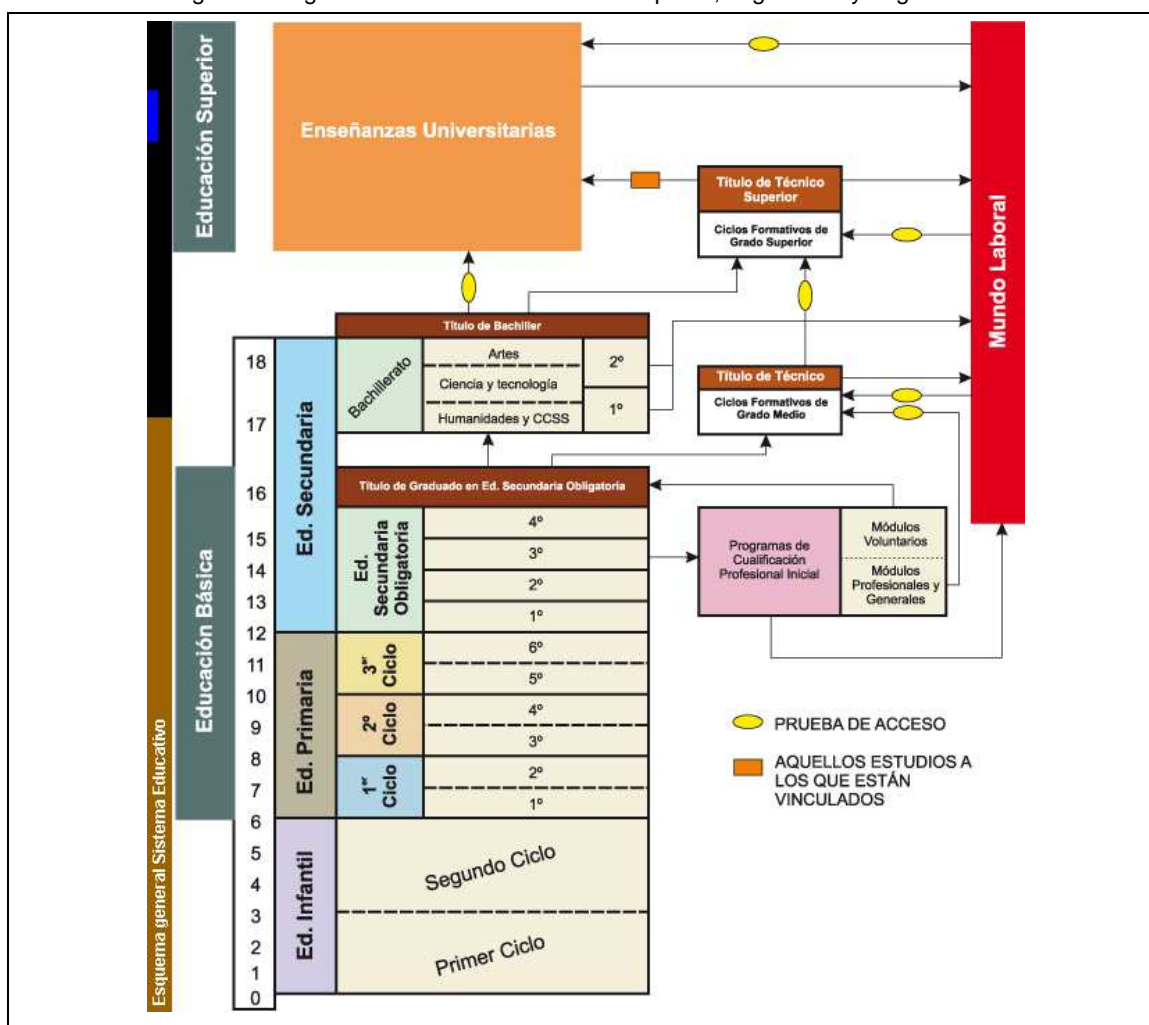 Esquema general Sistema Educativo
Educación Superior
Educación Básica
Enseñanzas Universitarias
Título de Técnico
Superior
Ciclos Formativos de
Grado Superior
Mundo Laboral
Título de Bachiller
Bachillerato
Artes
Ciencia y tecnología
Humanidades y CCSS
2º
1º
Título de Técnico
Ciclos Formativos de
Grado Medio
18
17
16
15
14
13
12
11
10
9
8
7
6
5
4
3
2
1
0
Ed. Secundaria
Título de Graduado en Ed. Secundaria Obligatoria
Ed.
Secundaria
Obligatoria
4º
3º
2º
1º
Programas de
Cualificación
Profesional Inicial
Módulos
Voluntarios
Módulos
Profesionales y
Generales
Ed. Primaria
3er
Ciclo
6º
5º
2º
Ciclo
4º
3º
1er
Ciclo
2º
1º
Ed. Infantil
Segundo Ciclo
Primer Ciclo
PRUEBA DE ACCESO
AQUELLOS ESTUDIOS A
LOS QUE ESTÁN
VINCULADOS